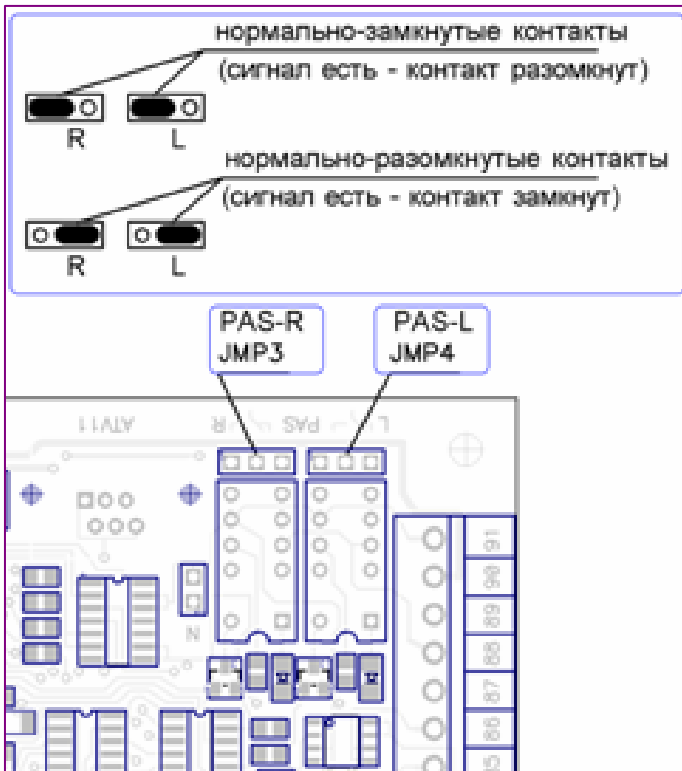 нормально-замкнутые контакты
(сигнал есть - контакт разомкнут)
R L
нормально-разомкнутые контакты
(сигнал есть - контакт замкнут)
R L
PAS-R
JMP3
PAS-L
JMP4
ATV11
R PAS L
91
90
89
88
87
86
N